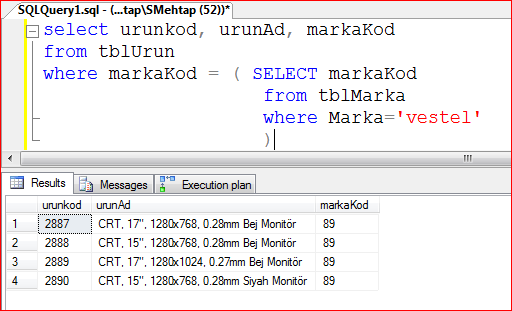 SQLQuery1.sql - (...tap\SMehtap (52))*
select urunkod, urunAd, markaKod
from tblUrun
where markaKod = ( SELECT markaKod
from tblMarka
where Marka='vestel'
)
Results Messages Execution plan
urunkod urunAd markaKod
1 2887 CRT, 17", 1280x768, 0.28mm Bej Monitör 89
2 2888 CRT, 15", 1280x768, 0.28mm Bej Monitör 89
3 2889 CRT, 17", 1280x1024, 0.27mm Bej Monitör 89
4 2890 CRT, 15", 1280x768, 0.28mm Siyah Monitör 89